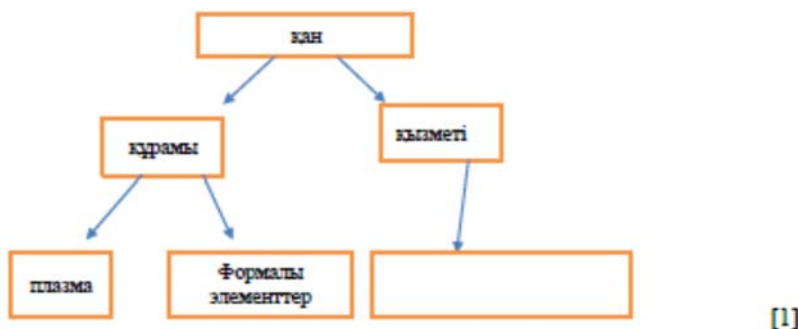 қан
құрамы
қызметі
плазма
Формалы
элементтер
[1]